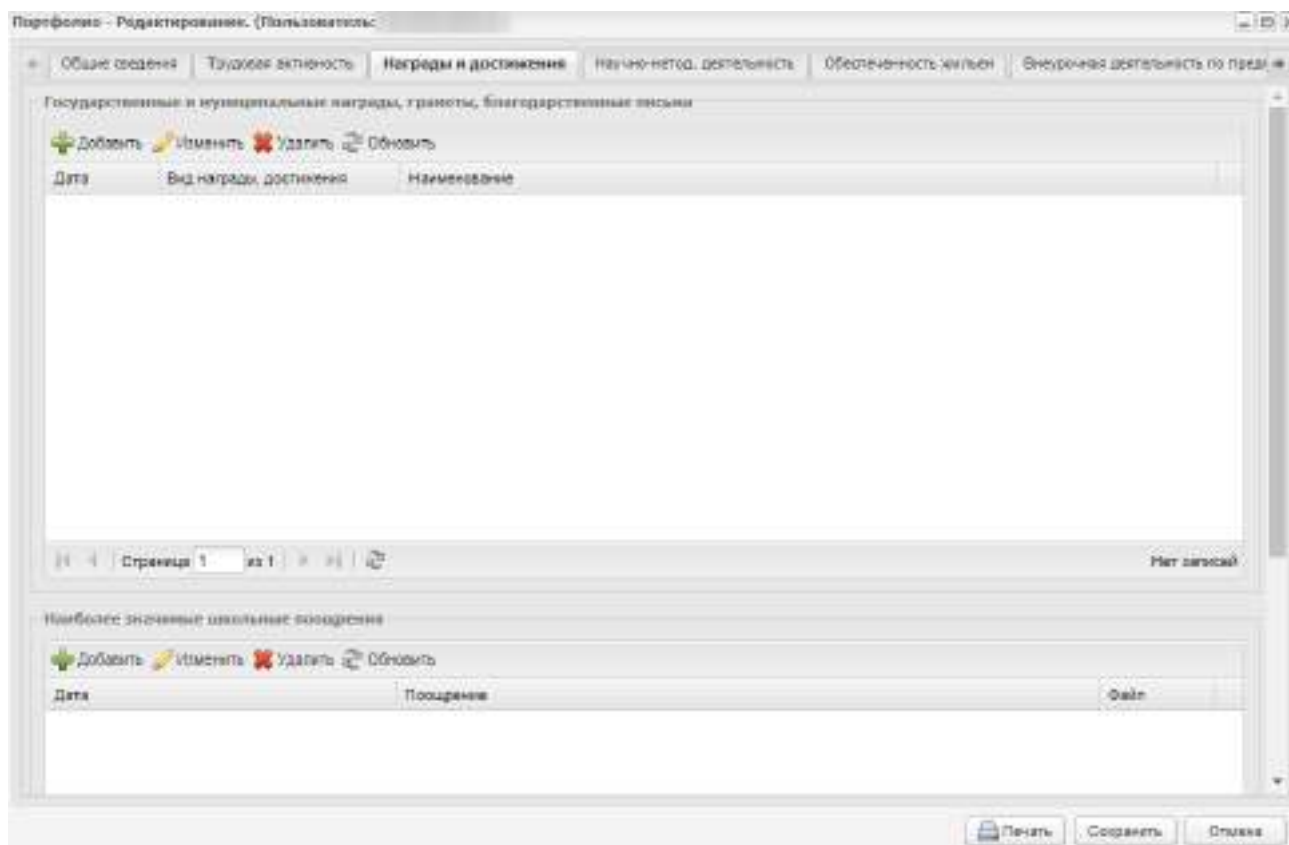 Портфолио - Редактирование. (Пользователь:
Общие сведения Трудовая активность Награды и достижения Научно-метод. деятельность Обеспеченность жильем Внеурочная деятельность по пред
Государственные и муниципальные награды, грамоты, благодарственные письма
Добавить Изменить Удалить Обновить
Дата Вид награды, достижения Наименование
Страница 1 из 1 Нет записей
Наиболее значимые школьные поощрения
Добавить Изменить Удалить Обновить
Дата Поощрение Файл
Печать Сохранить Отмена